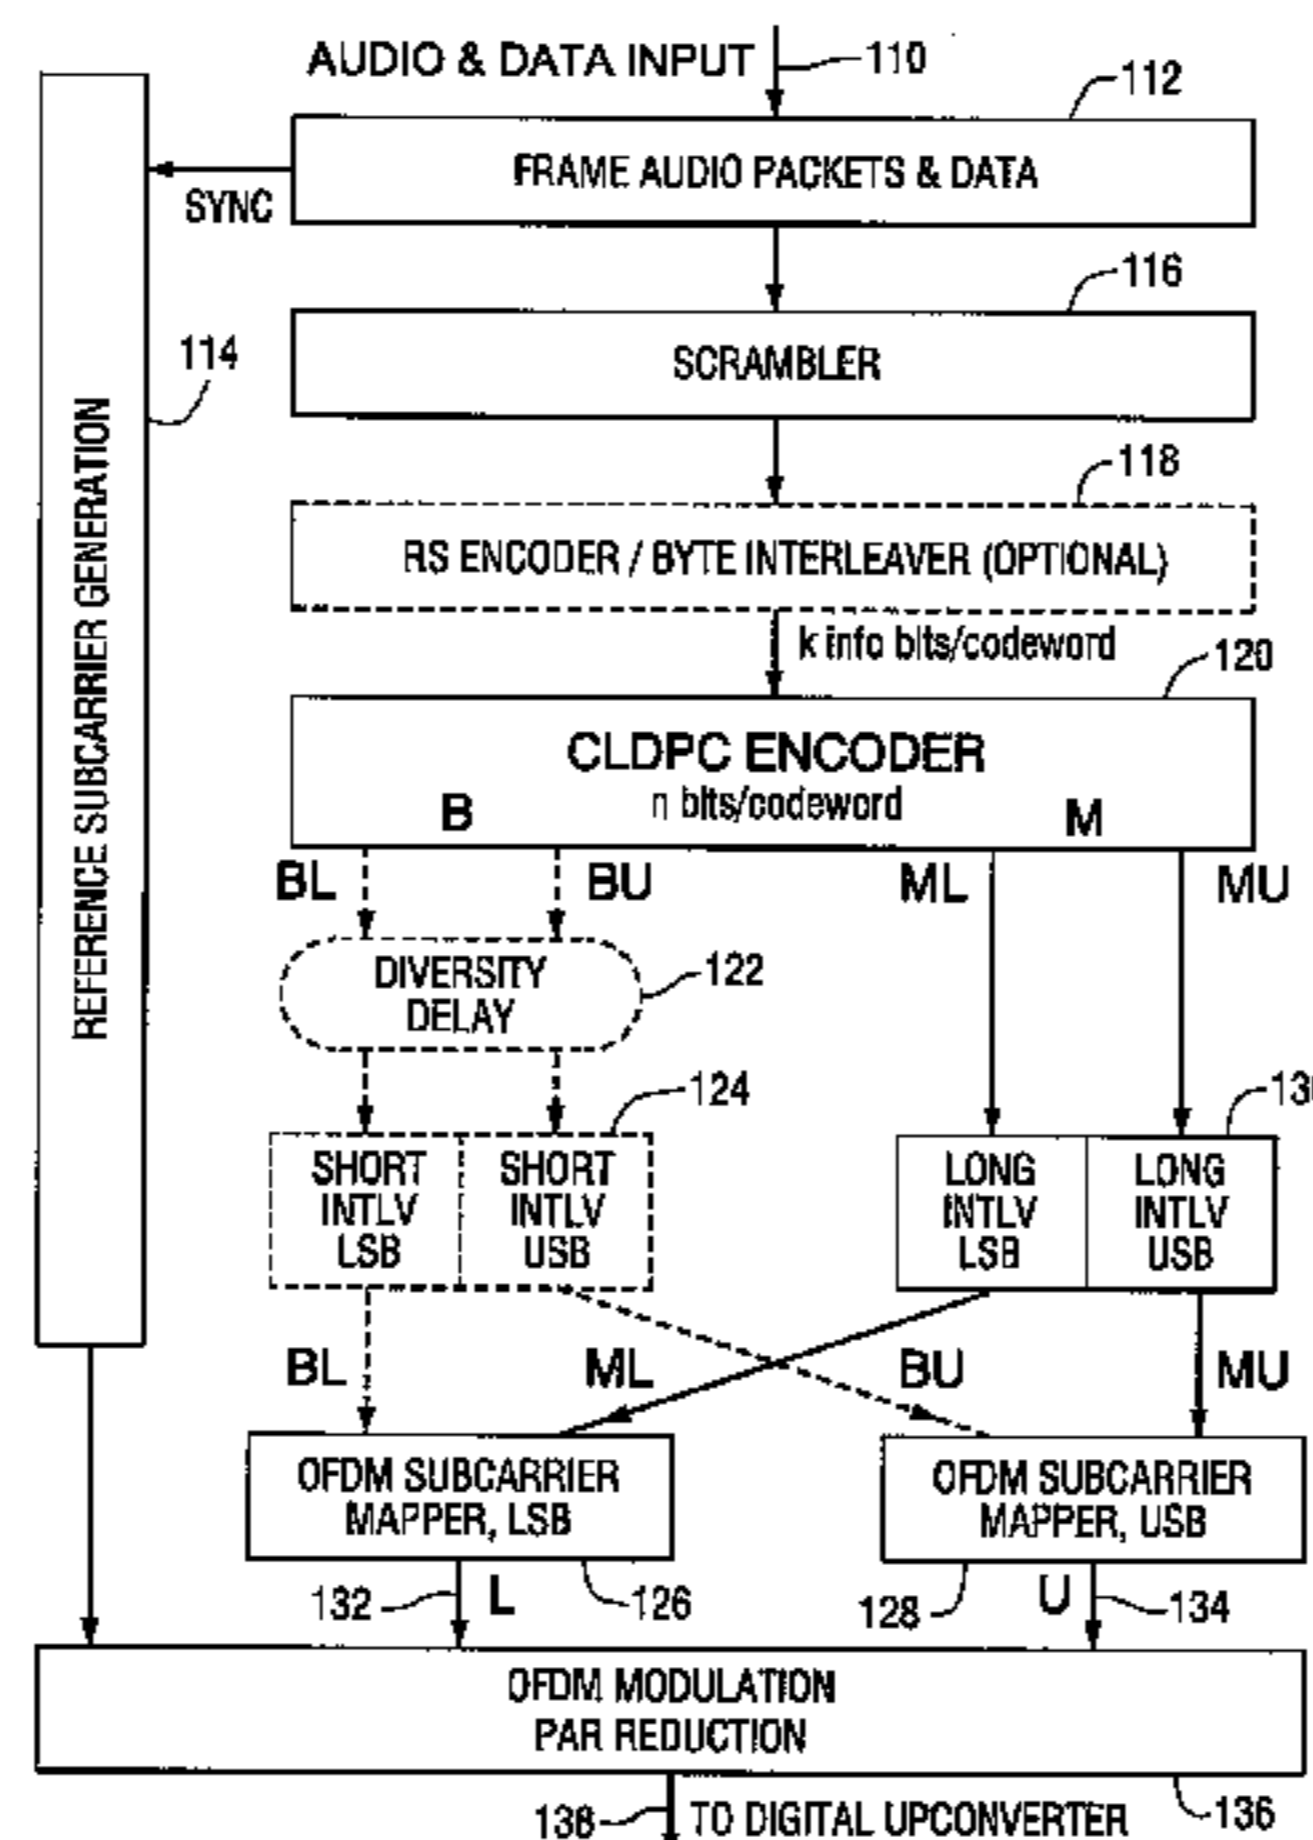 AUDIO & DATA INPUT
110
112
FRAME AUDIO PACKETS & DATA
SYNC
116
SCRAMBLER
114
REFERENCE SUBCARRIER GENERATION
118
RS ENCODER / BYTE INTERLEAVER (OPTIONAL)
k info bits/codeword
120
CLDPC ENCODER
n bits/codeword
B
M
BL
BU
ML
MU
DIVERSITY
DELAY
122
124
SHORT
INTLV
LSB
SHORT
INTLV
USB
LONG
INTLV
LSB
LONG
INTLV
USB
BL
ML
BU
MU
OFDM SUBCARRIER
MAPPER, LSB
OFDM SUBCARRIER
MAPPER, USB
132
L
126
128
U
134
OFDM MODULATION
PAR REDUCTION
136
138
TO DIGITAL UPCONVERTER